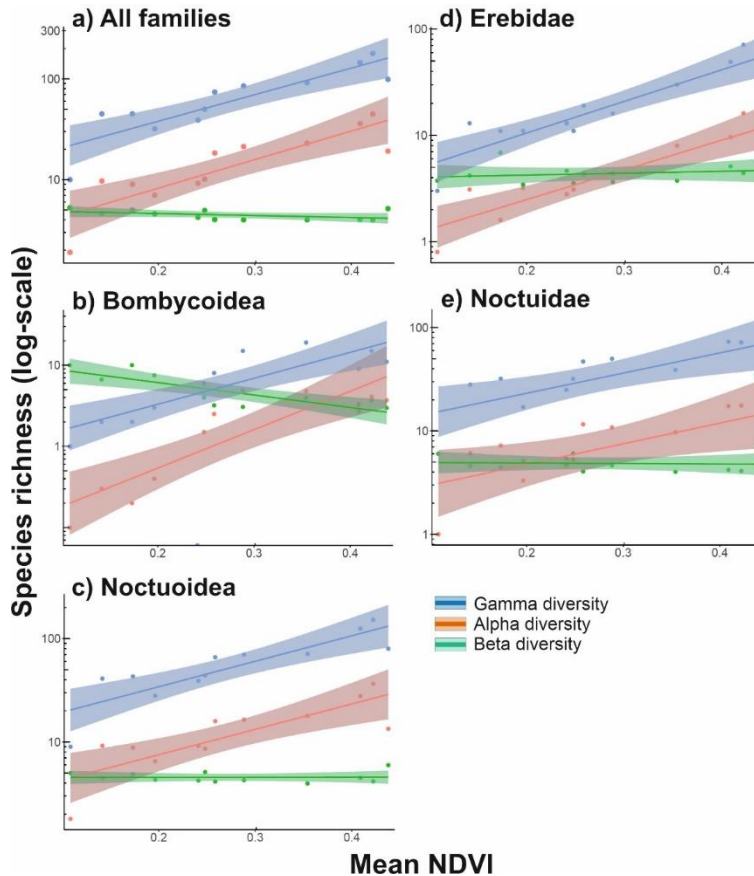 a) All families
300
100
10
0.2
0.3
0.4
b) Bombycoidea
10
1
0.2
0.3
0.4
c) Noctuoidea
100
10
0.2
0.3
0.4
d) Erebidae
100
10
1
0.2
0.3
0.4
e) Noctuidae
100
10
1
0.2
0.3
0.4
Gamma diversity
Alpha diversity
Beta diversity
Species richness (log-scale)
Mean NDVI